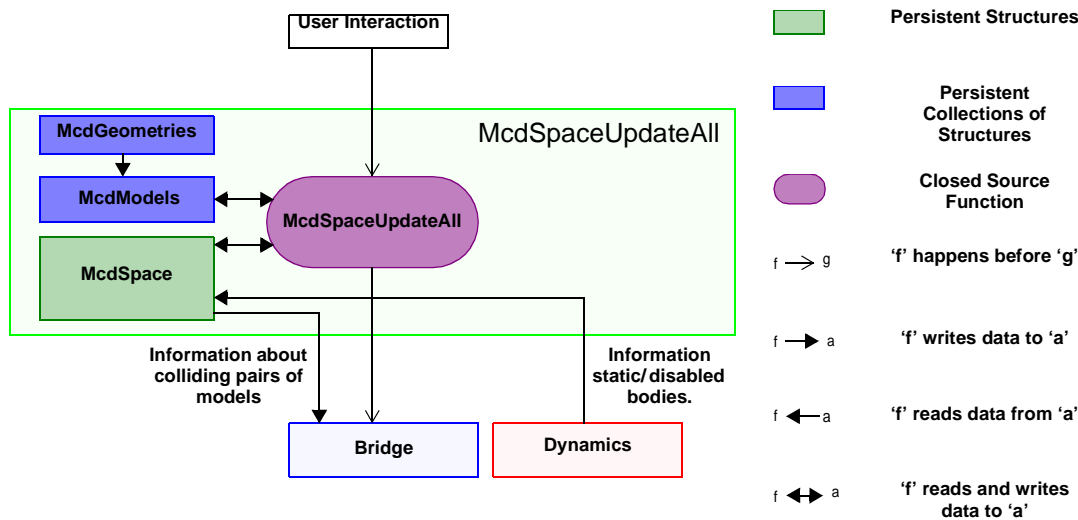 User Interaction
McdSpaceUpdateAll
McdGeometries
McdModels
McdSpaceUpdateAll
McdSpace
Information about
colliding pairs of
models
Information
static/disabled
bodies.
Bridge
Dynamics
Persistent Structures
Persistent
Collections of
Structures
Closed Source
Function
f g
‘f’ happens before ‘g’
f a
‘f’ writes data to ‘a’
f a
‘f’ reads data from ‘a’
f a
‘f’ reads and writes
data to ‘a’